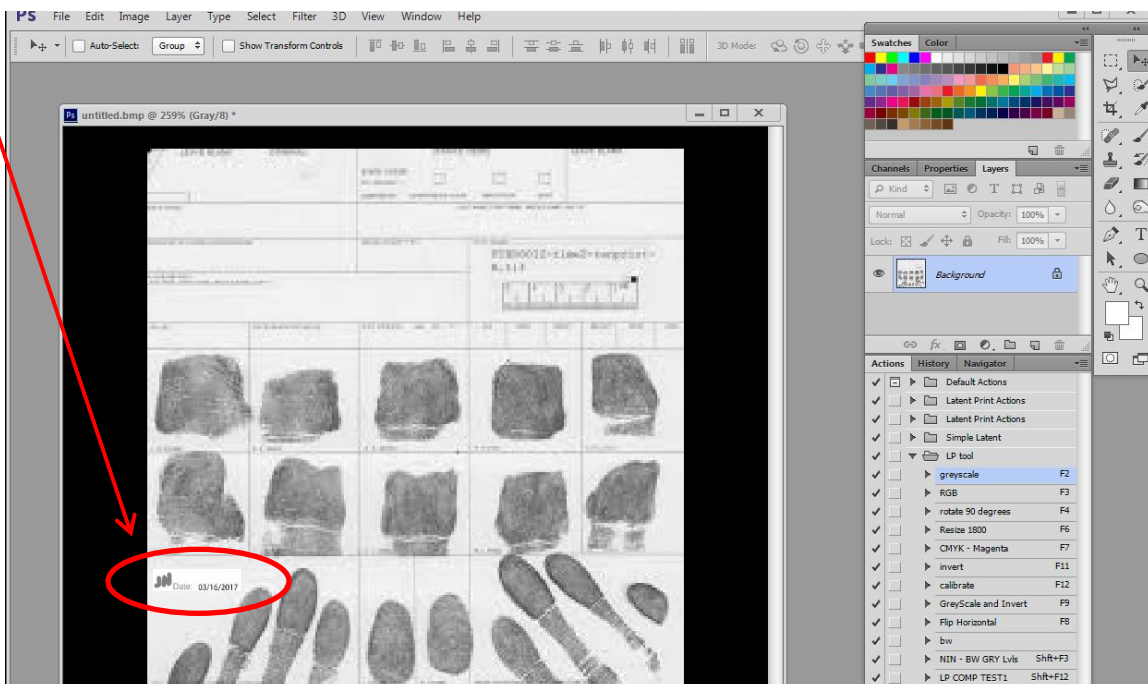 PS File Edit Image Layer Type Select Filter 3D View Window Help
Auto-Select: Group Show Transform Controls 3D Mode:
untitled.bmp @ 259% (Gray/8) *
Date: 03/16/2017
Swatches Color
Channels Properties Layers
Kind
Normal Opacity: 100%
Lock: Fill: 100%
Background
fx
Actions History Navigator
Default Actions
Latent Print Actions
Latent Print Actions
Simple Latent
LP tool
greyscale F2
RGB F3
rotate 90 degrees F4
Resize 1800 F6
CMYK - Magenta F7
invert F11
calibrate F12
GreyScale and Invert F9
Flip Horizontal F8
bw
NIN - BW GRY Lvls Shft+F3
LP COMP TEST1 Shft+F12